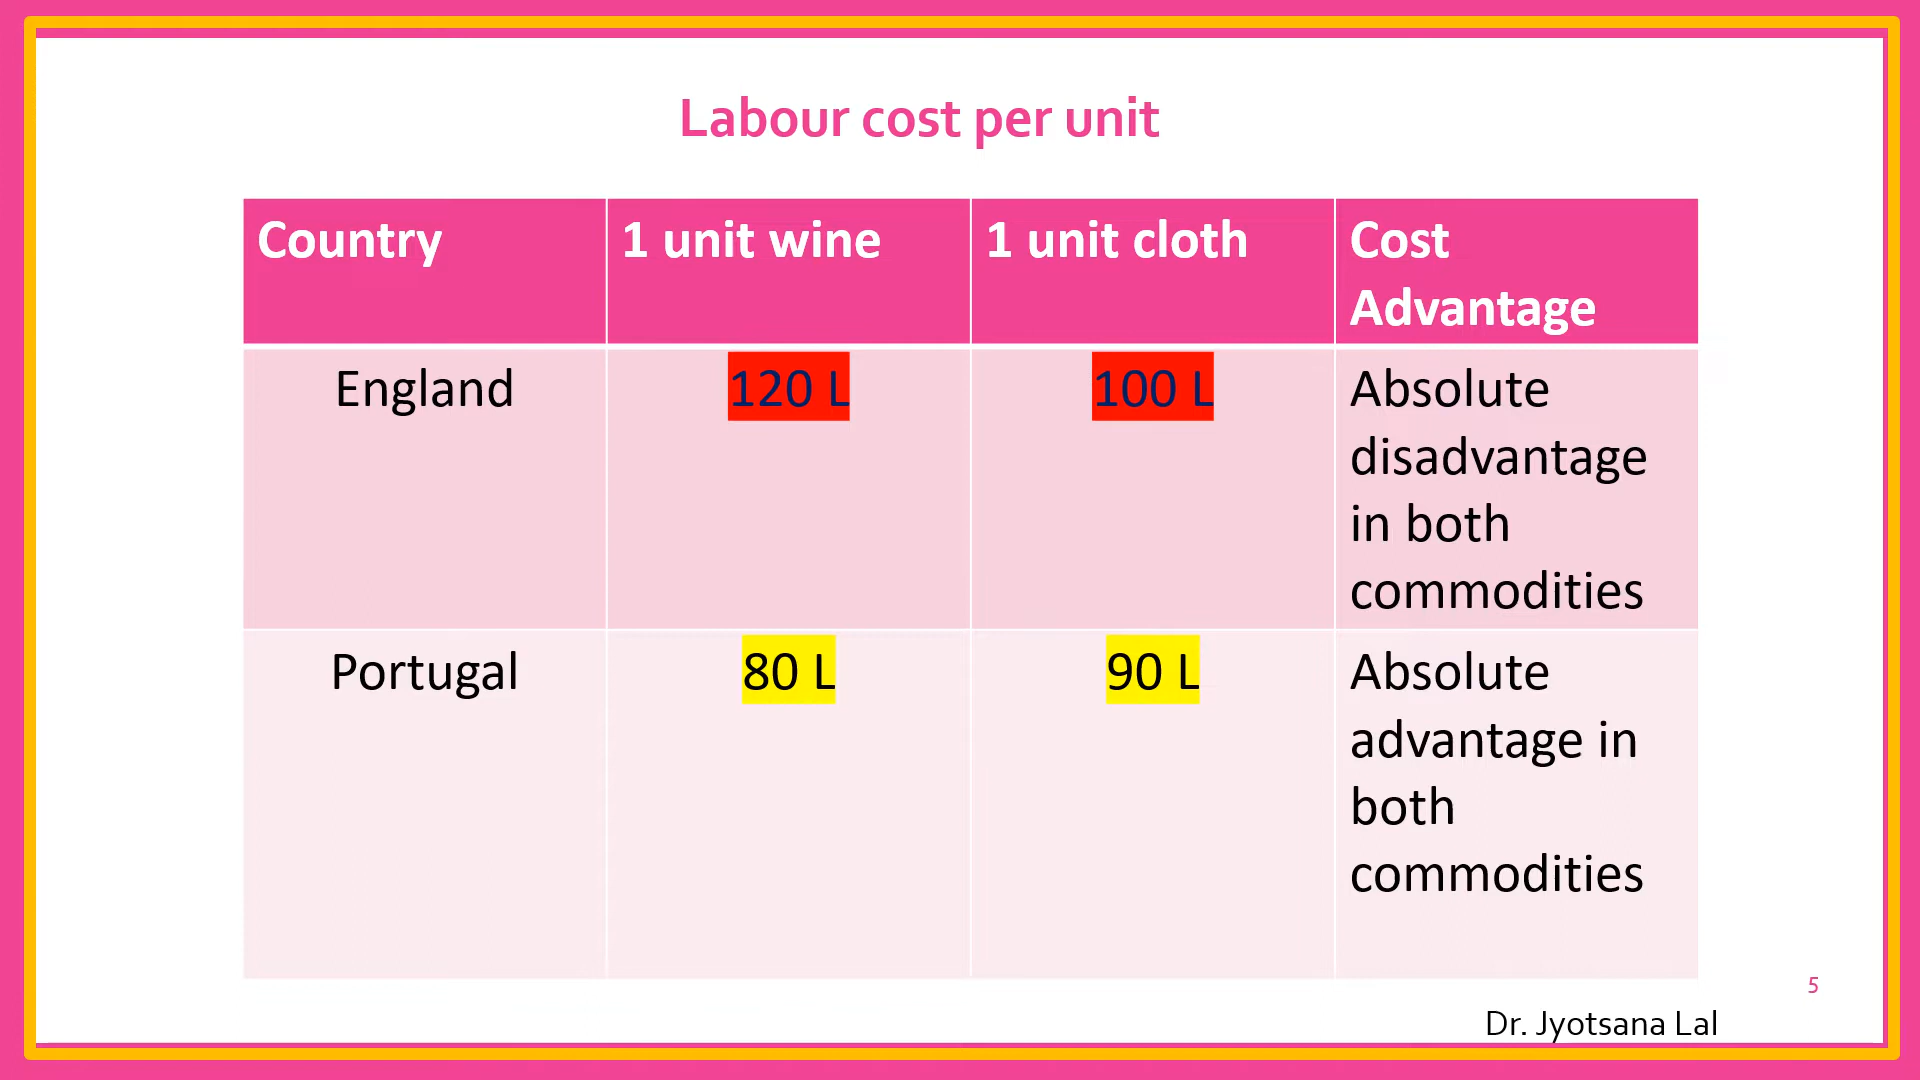 Labour cost per unit
Country
1 unit wine
1 unit cloth
Cost
Advantage
England
120 L
100 L
Absolute
disadvantage
in both
commodities
Portugal
80 L
90 L
Absolute
advantage in
both
commodities
5
Dr. Jyotsana Lal